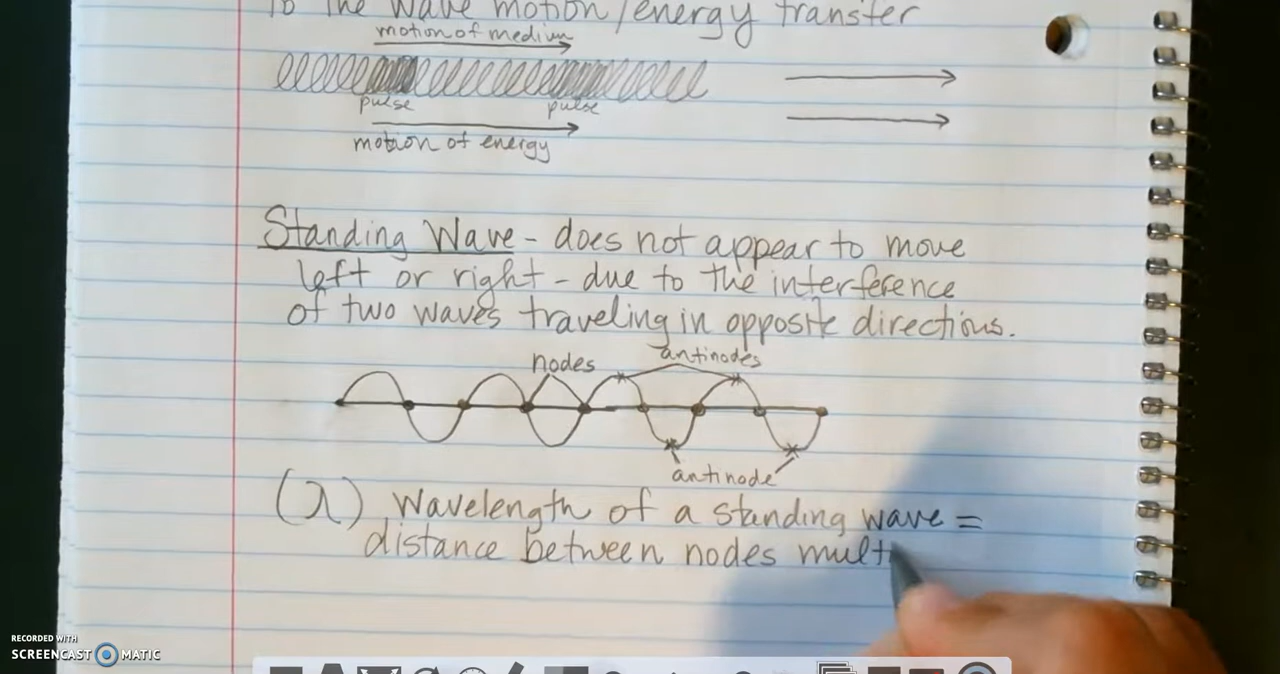 to the wave motion/energy transfer
motion of medium
pulse pulse
motion of energy
Standing Wave - does not appear to move
left or right - due to the interference
of two waves traveling in opposite directions.
nodes antinodes
antinode
(λ) wavelength of a standing wave =
distance between nodes mult
RECORDED WITH
SCREENCAST MATIC